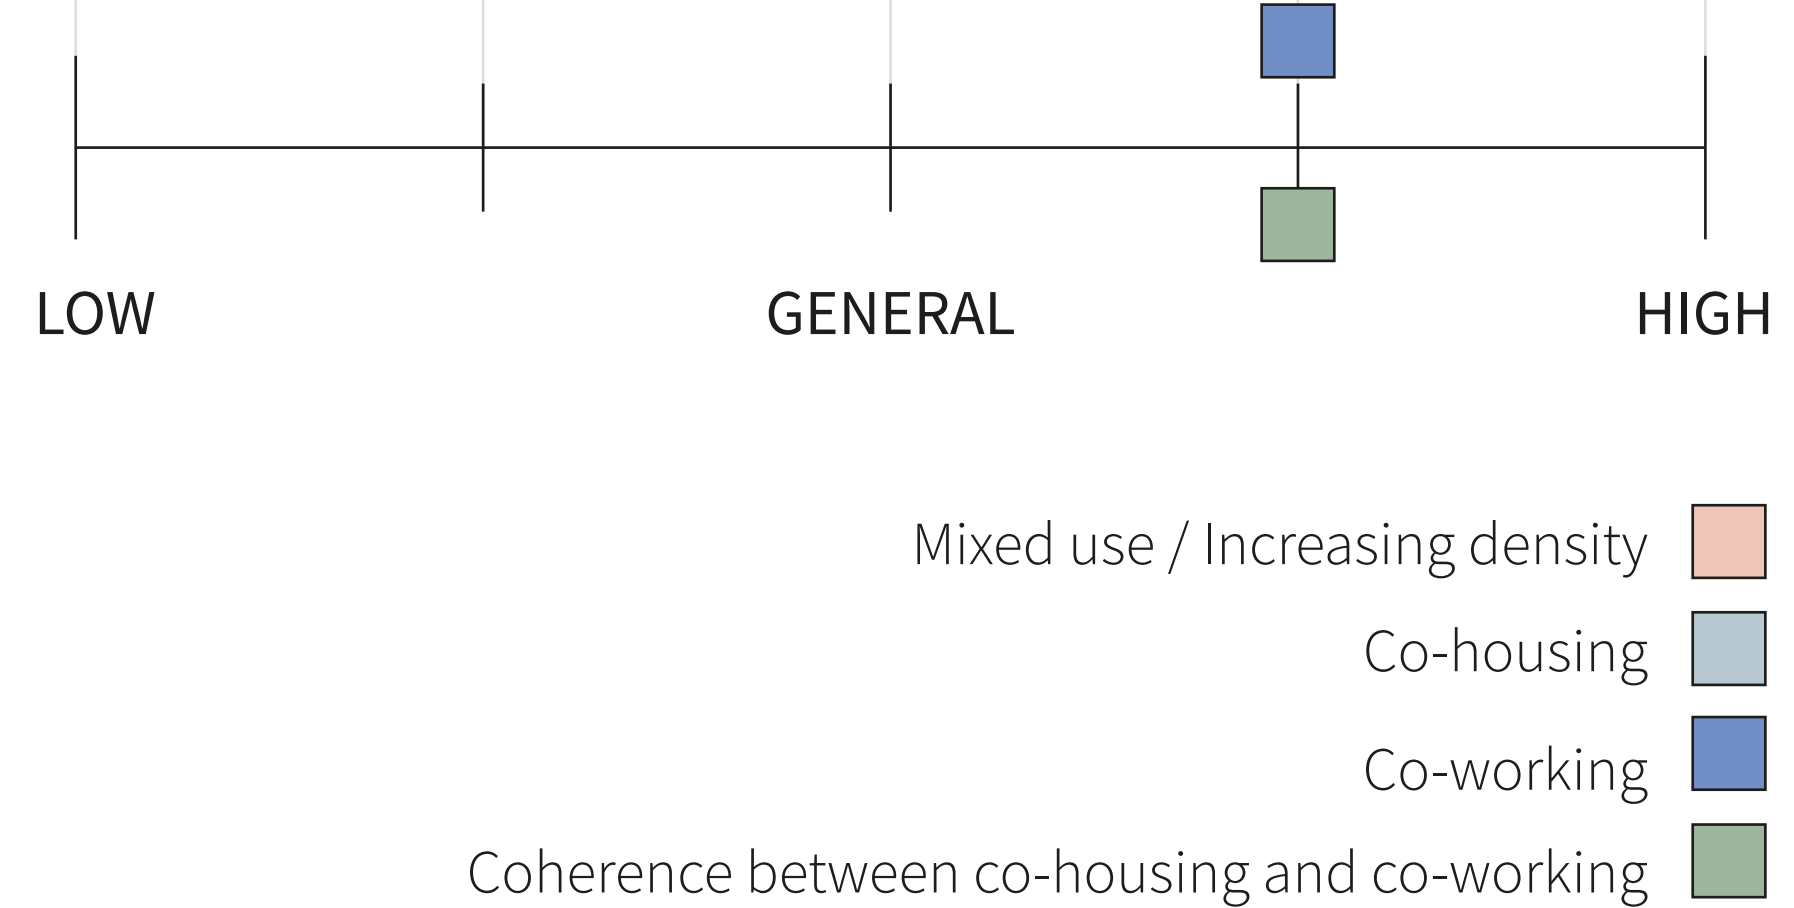 LOW GENERAL HIGH
Mixed use / Increasing density
Co-housing
Co-working
Coherence between co-housing and co-working